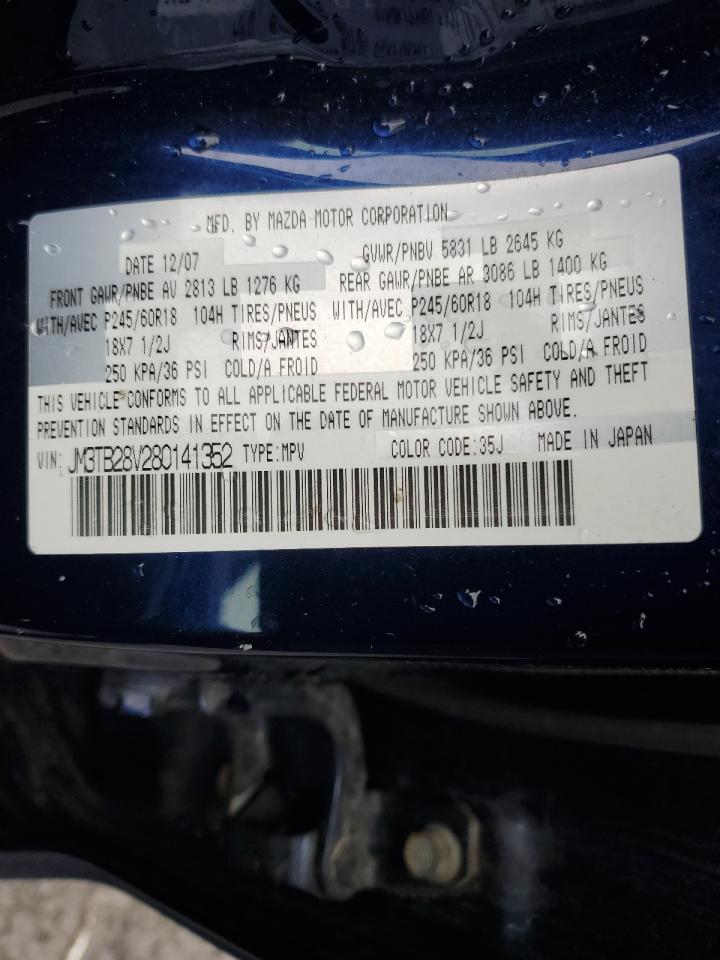 MFD. BY MAZDA MOTOR CORPORATION
DATE 12/07 GVWR/PNBV 5831 LB 2645 KG
FRONT GAWR/PNBE AV 2813 LB 1276 KG REAR GAWR/PNBE AR 3086 LB 1400 KG
WITH/AVEC P245/60R18 104H TIRES/PNEUS WITH/AVEC P245/60R18 104H TIRES/PNEUS
18X7 1/2J RIMS/JANTES 18X7 1/2J RIMS/JANTES
250 KPA/36 PSI COLD/A FROID 250 KPA/36 PSI COLD/A FROID
THIS VEHICLE CONFORMS TO ALL APPLICABLE FEDERAL MOTOR VEHICLE SAFETY AND THEFT
PREVENTION STANDARDS IN EFFECT ON THE DATE OF MANUFACTURE SHOWN ABOVE.
VIN: JM3TB28V280141352 TYPE:MPV COLOR CODE:35J MADE IN JAPAN